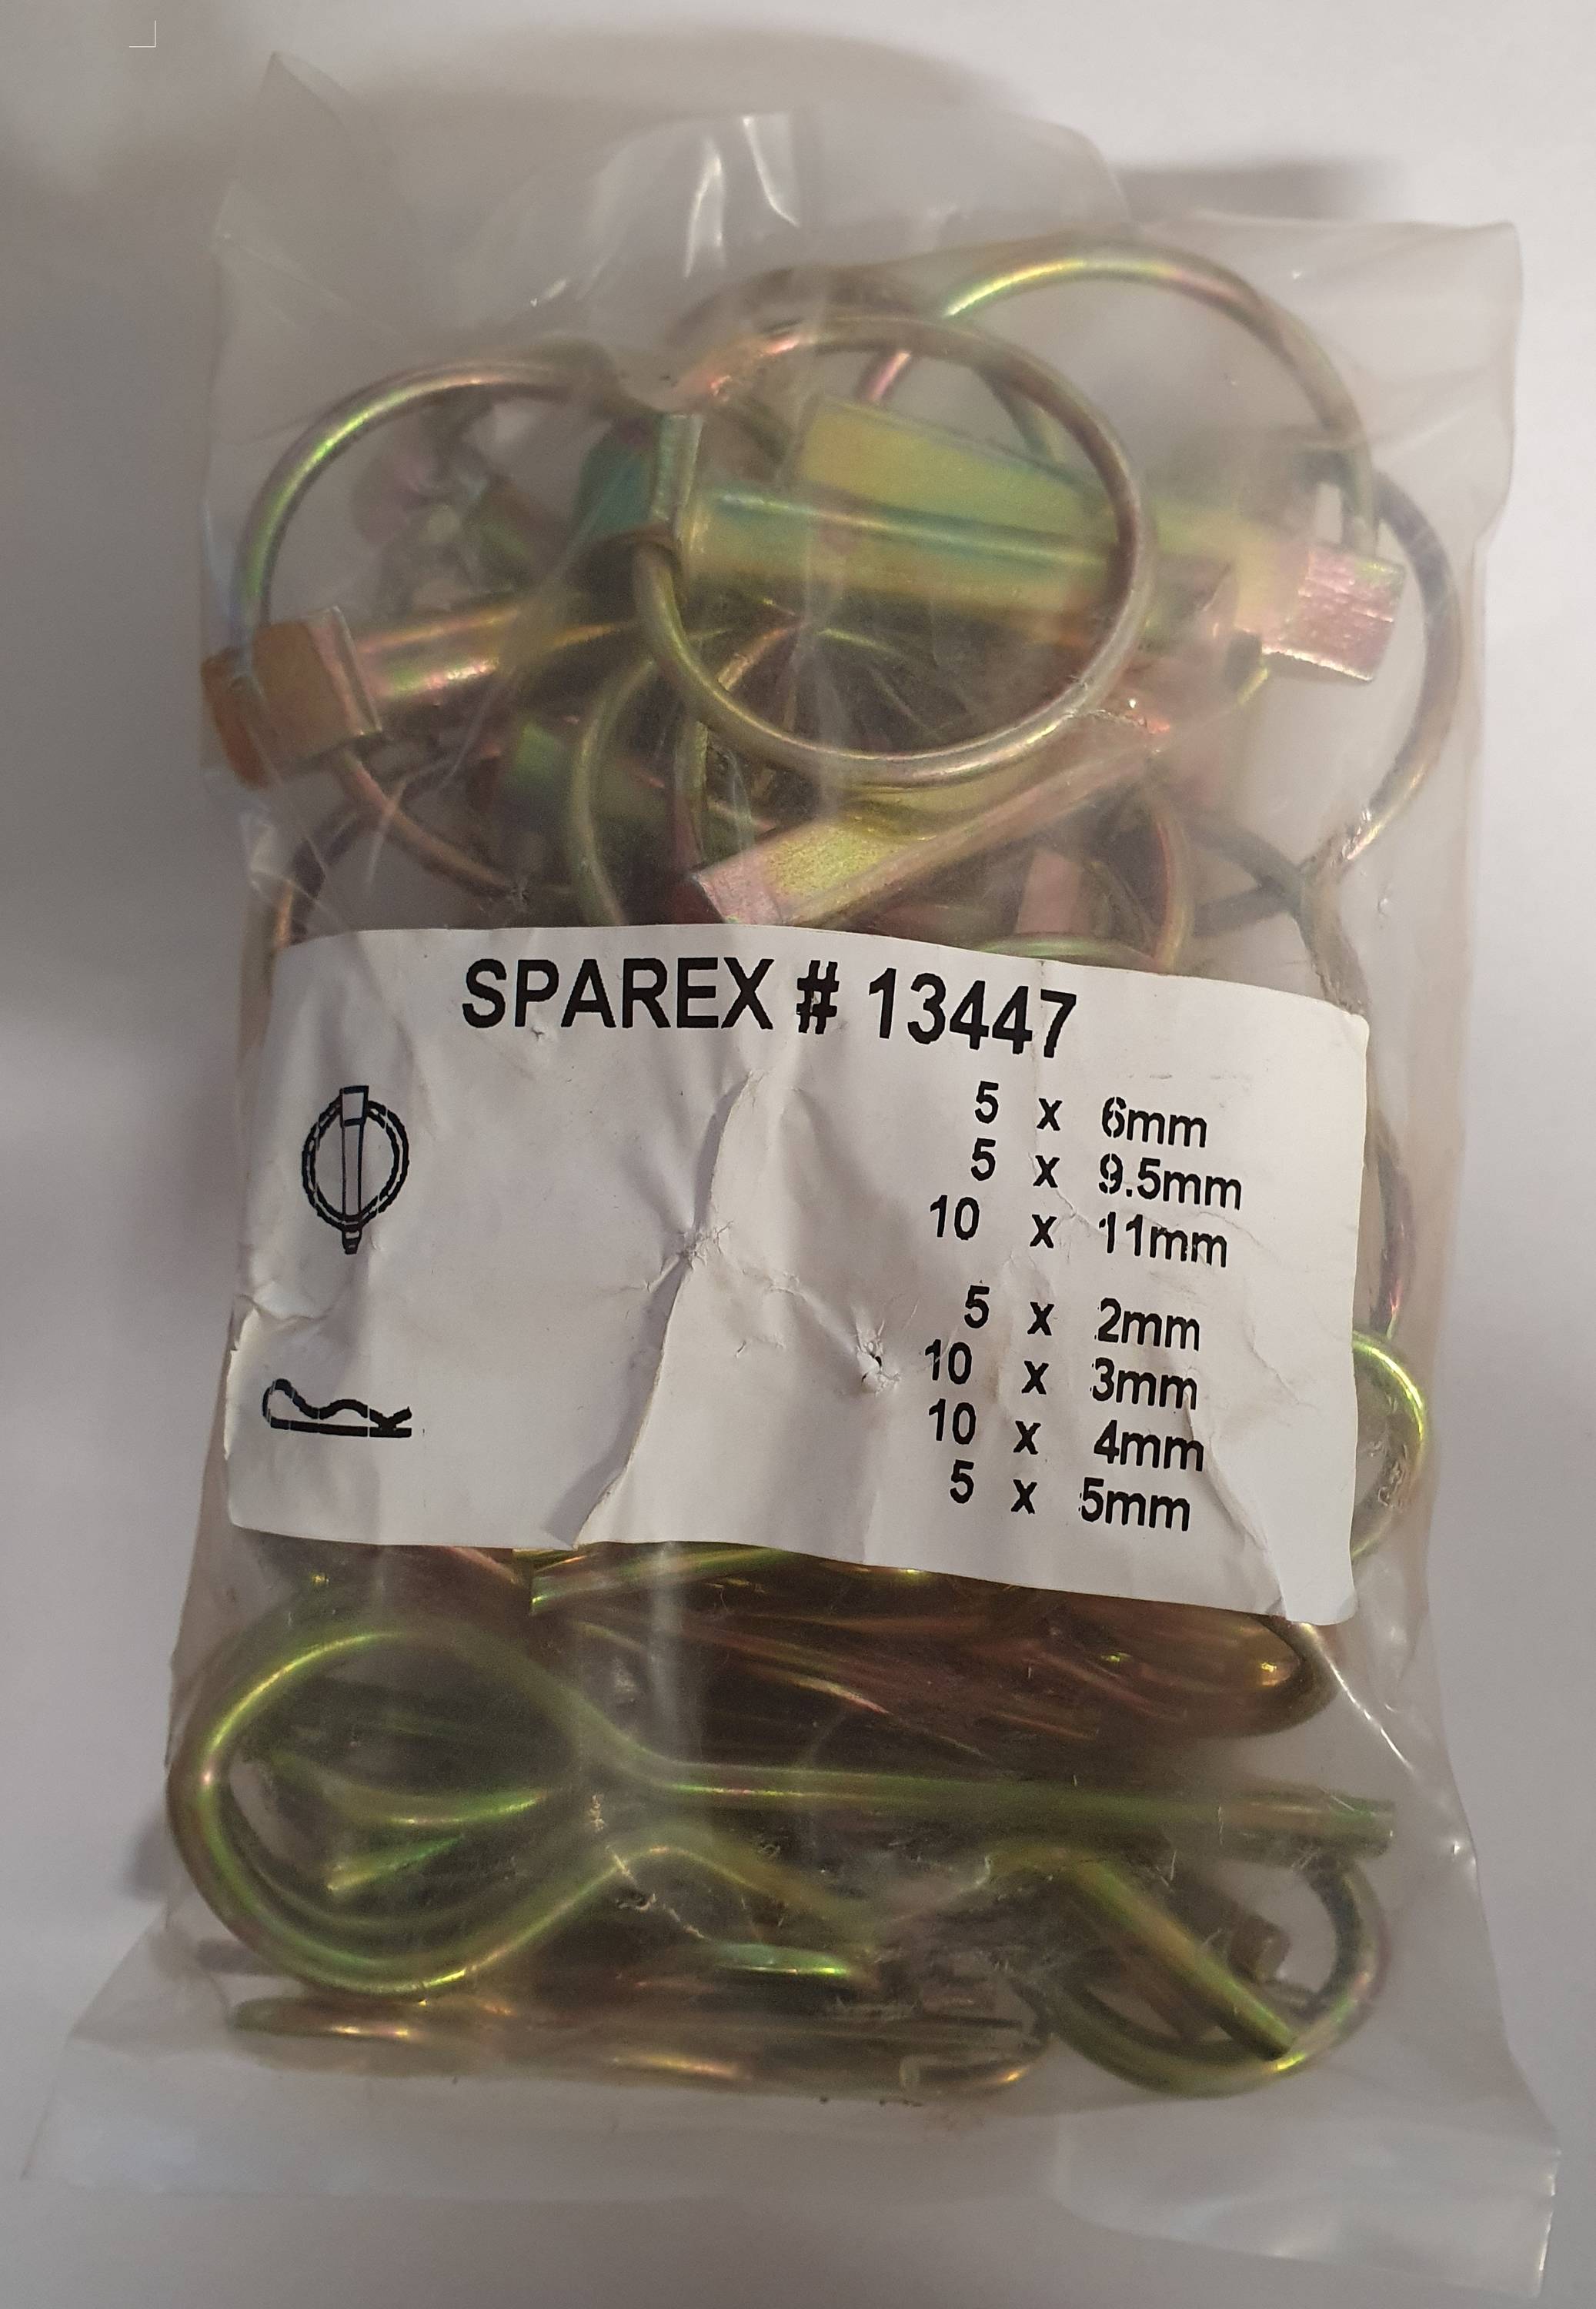 SPAREX # 13447
5 x 6mm
5 x 9.5mm
10 x 11mm
5 x 2mm
10 x 3mm
10 x 4mm
5 x 5mm